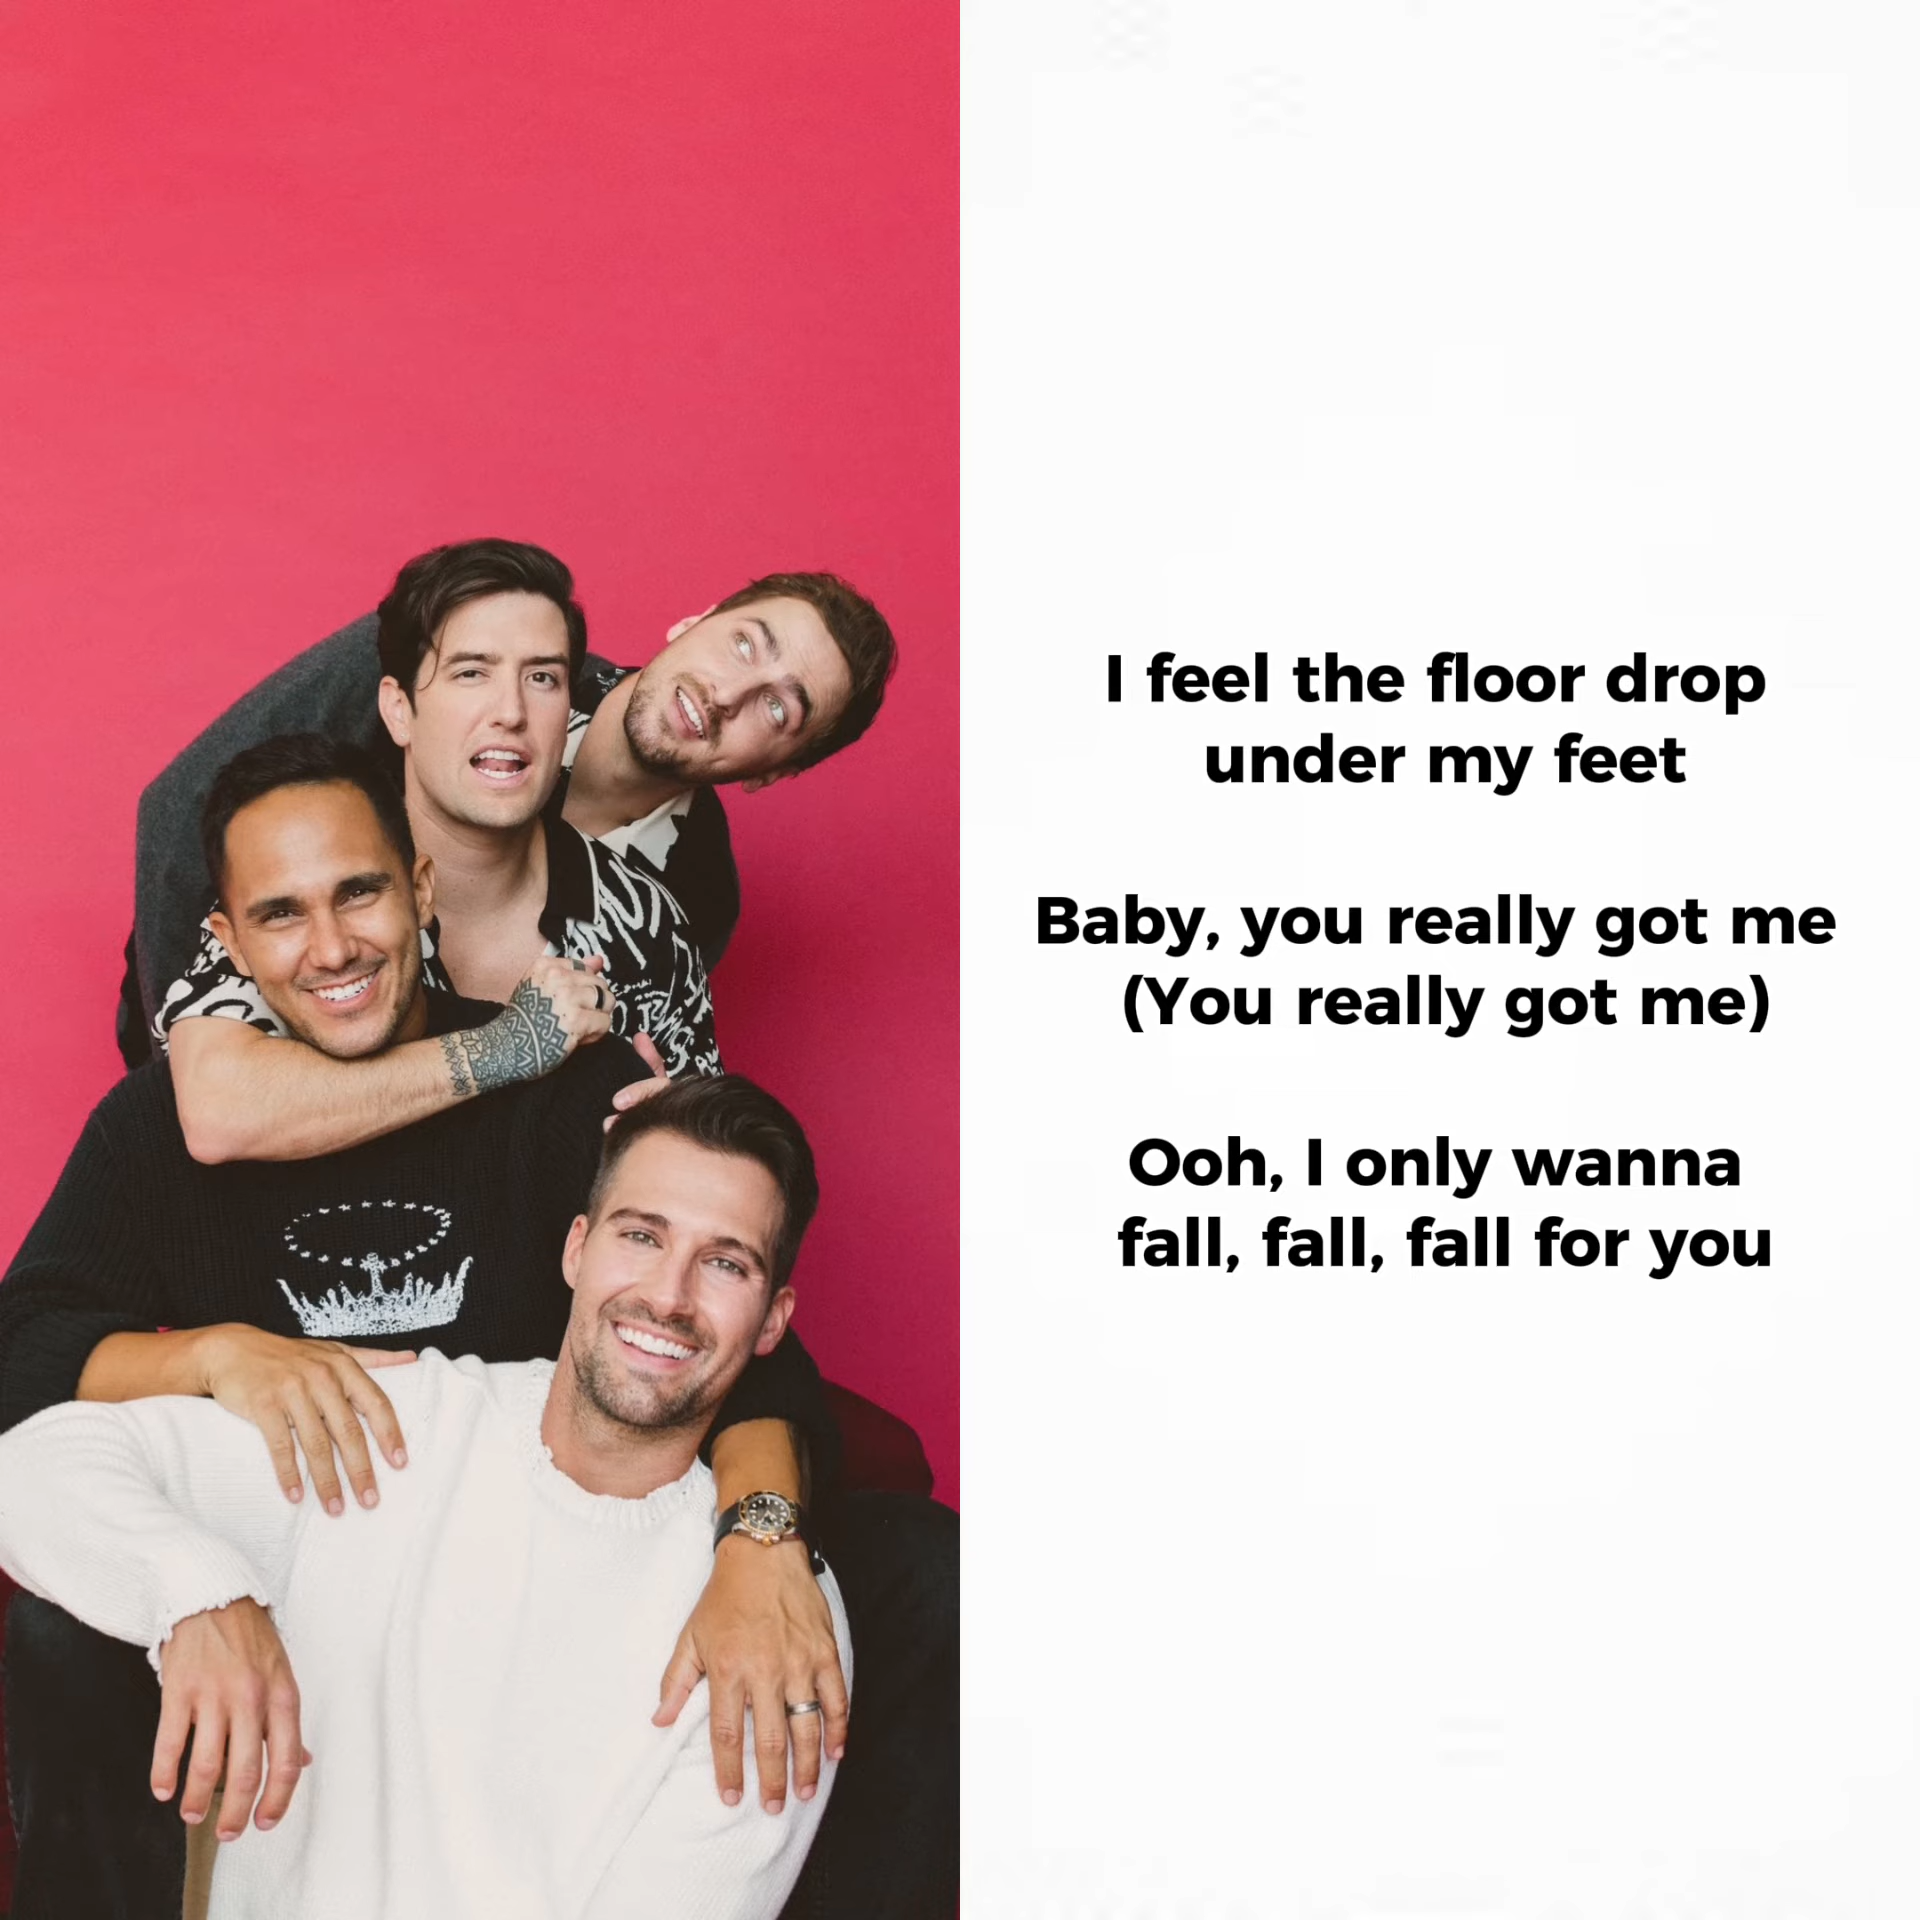 I feel the floor drop
under my feet
Baby, you really got me
(You really got me)
Ooh, I only wanna
fall, fall, fall for you